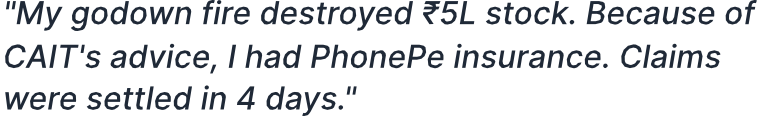 "My godown fire destroyed ₹5L stock. Because of
CAIT's advice, I had PhonePe insurance. Claims
were settled in 4 days."